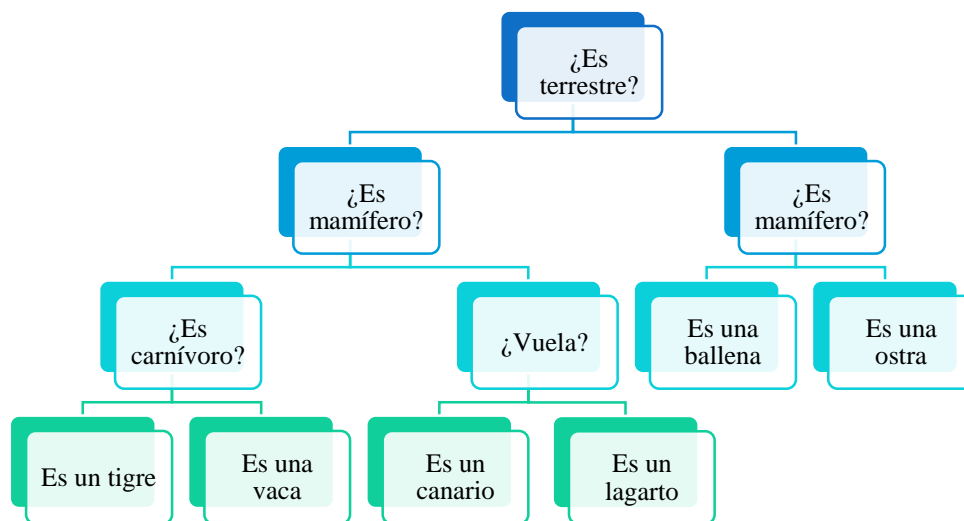 ¿Es
terrestre?
¿Es
mamífero?
¿Es
mamífero?
¿Es
carnívoro?
¿Vuela?
Es una
ballena
Es una
ostra
Es un tigre
Es una
vaca
Es un
canario
Es un
lagarto